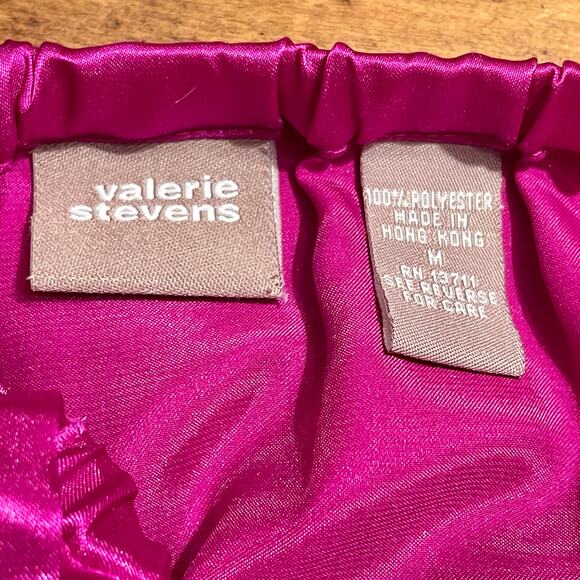 valerie
stevens
100% POLYESTER
MADE IN
HONG KONG
M
RN 13711
SEE REVERSE
FOR CARE